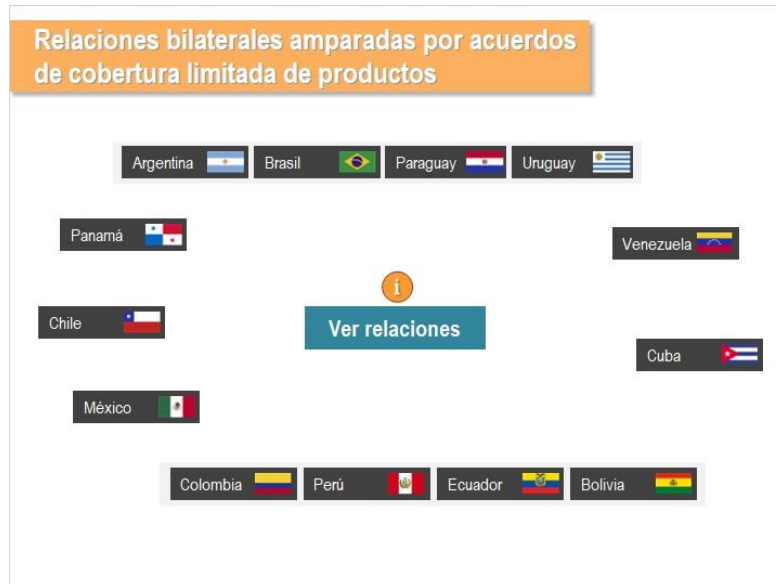 Relaciones bilaterales amparadas por acuerdos
de cobertura limitada de productos
Argentina
Brasil
Paraguay
Uruguay
Panamá
Venezuela
i
Chile
Ver relaciones
Cuba
México
Colombia
Perú
Ecuador
Bolivia